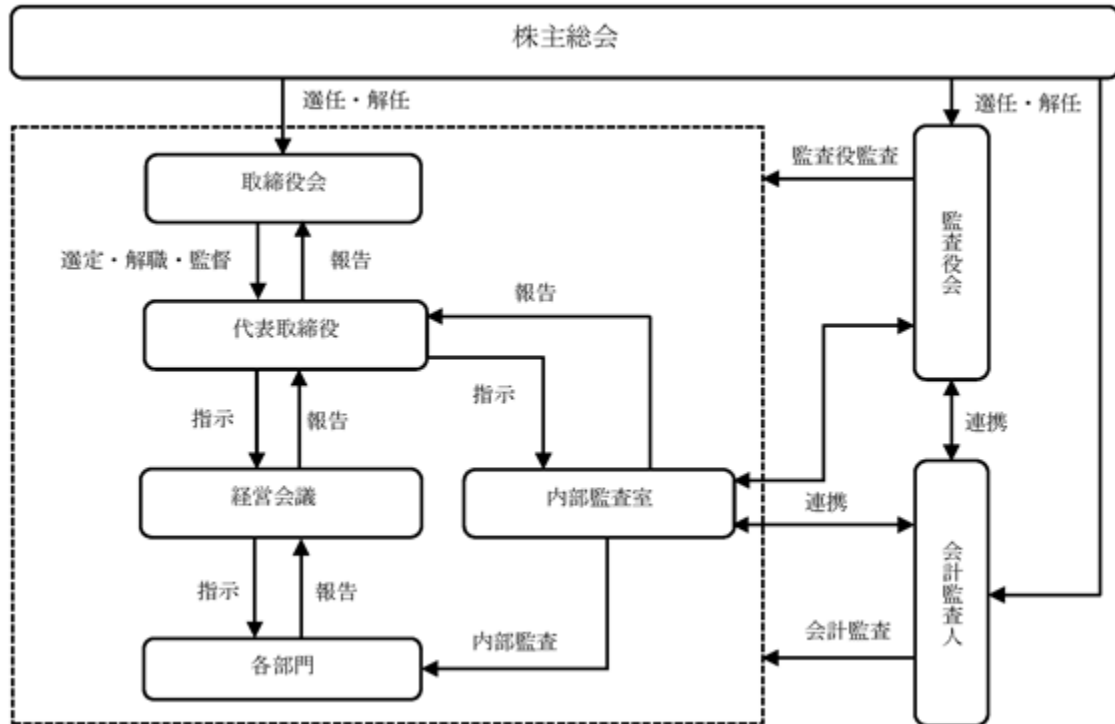 株主総会
選任・解任
選任・解任
取締役会
監査役監査
監査役会
選定・解職・監督
報告
報告
代表取締役
指示
報告
指示
連携
経営会議
内部監査室
連携
会計監査人
指示
報告
会計監査
各部門
内部監査